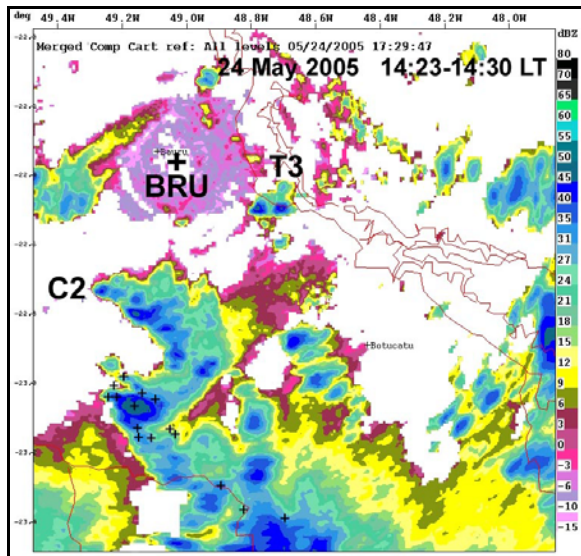 deg 49.2W 49.0W 48.8W 48.6W 48.4W 48.2W 48.0W dBZ
Merged Comp Cart ref: All levels 05/24/2005 17:29:47
24 May 2005 14:23-14:30 LT
80
70
65
60
55
50
45
40
35
31
27
24
21
18
15
12
9
6
3
-3
-6
-10
-15
Bauru
BRU
T3
C2
Botucatu